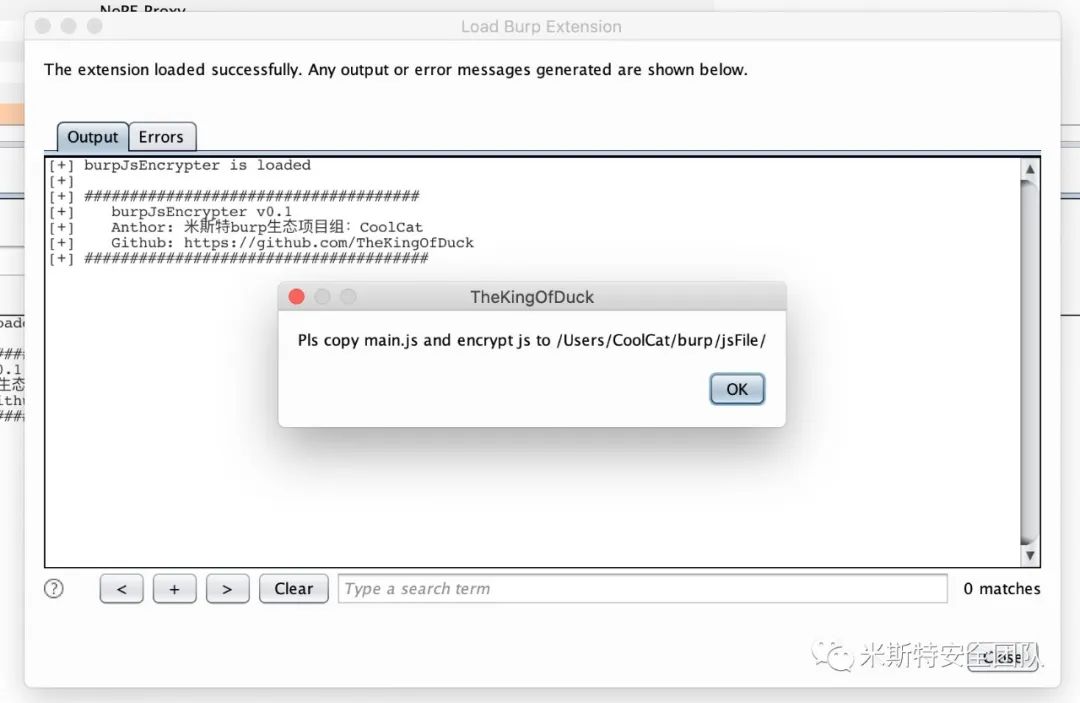 NoPE Proxy
Load Burp Extension
The extension loaded successfully. Any output or error messages generated are shown below.
Output Errors
[+] burpJsEncrypter is loaded
[+]
[+] #####################################
[+]    burpJsEncrypter v0.1
[+]    Anthor: 米斯特burp生态项目组：CoolCat
[+]    Github: https://github.com/TheKingOfDuck
[+] ######################################
TheKingOfDuck
Pls copy main.js and encrypt js to /Users/CoolCat/burp/jsFile/
OK
0.1
生态
###
? < + > Clear Type a search term 0 matches
米斯特安全团队
Close